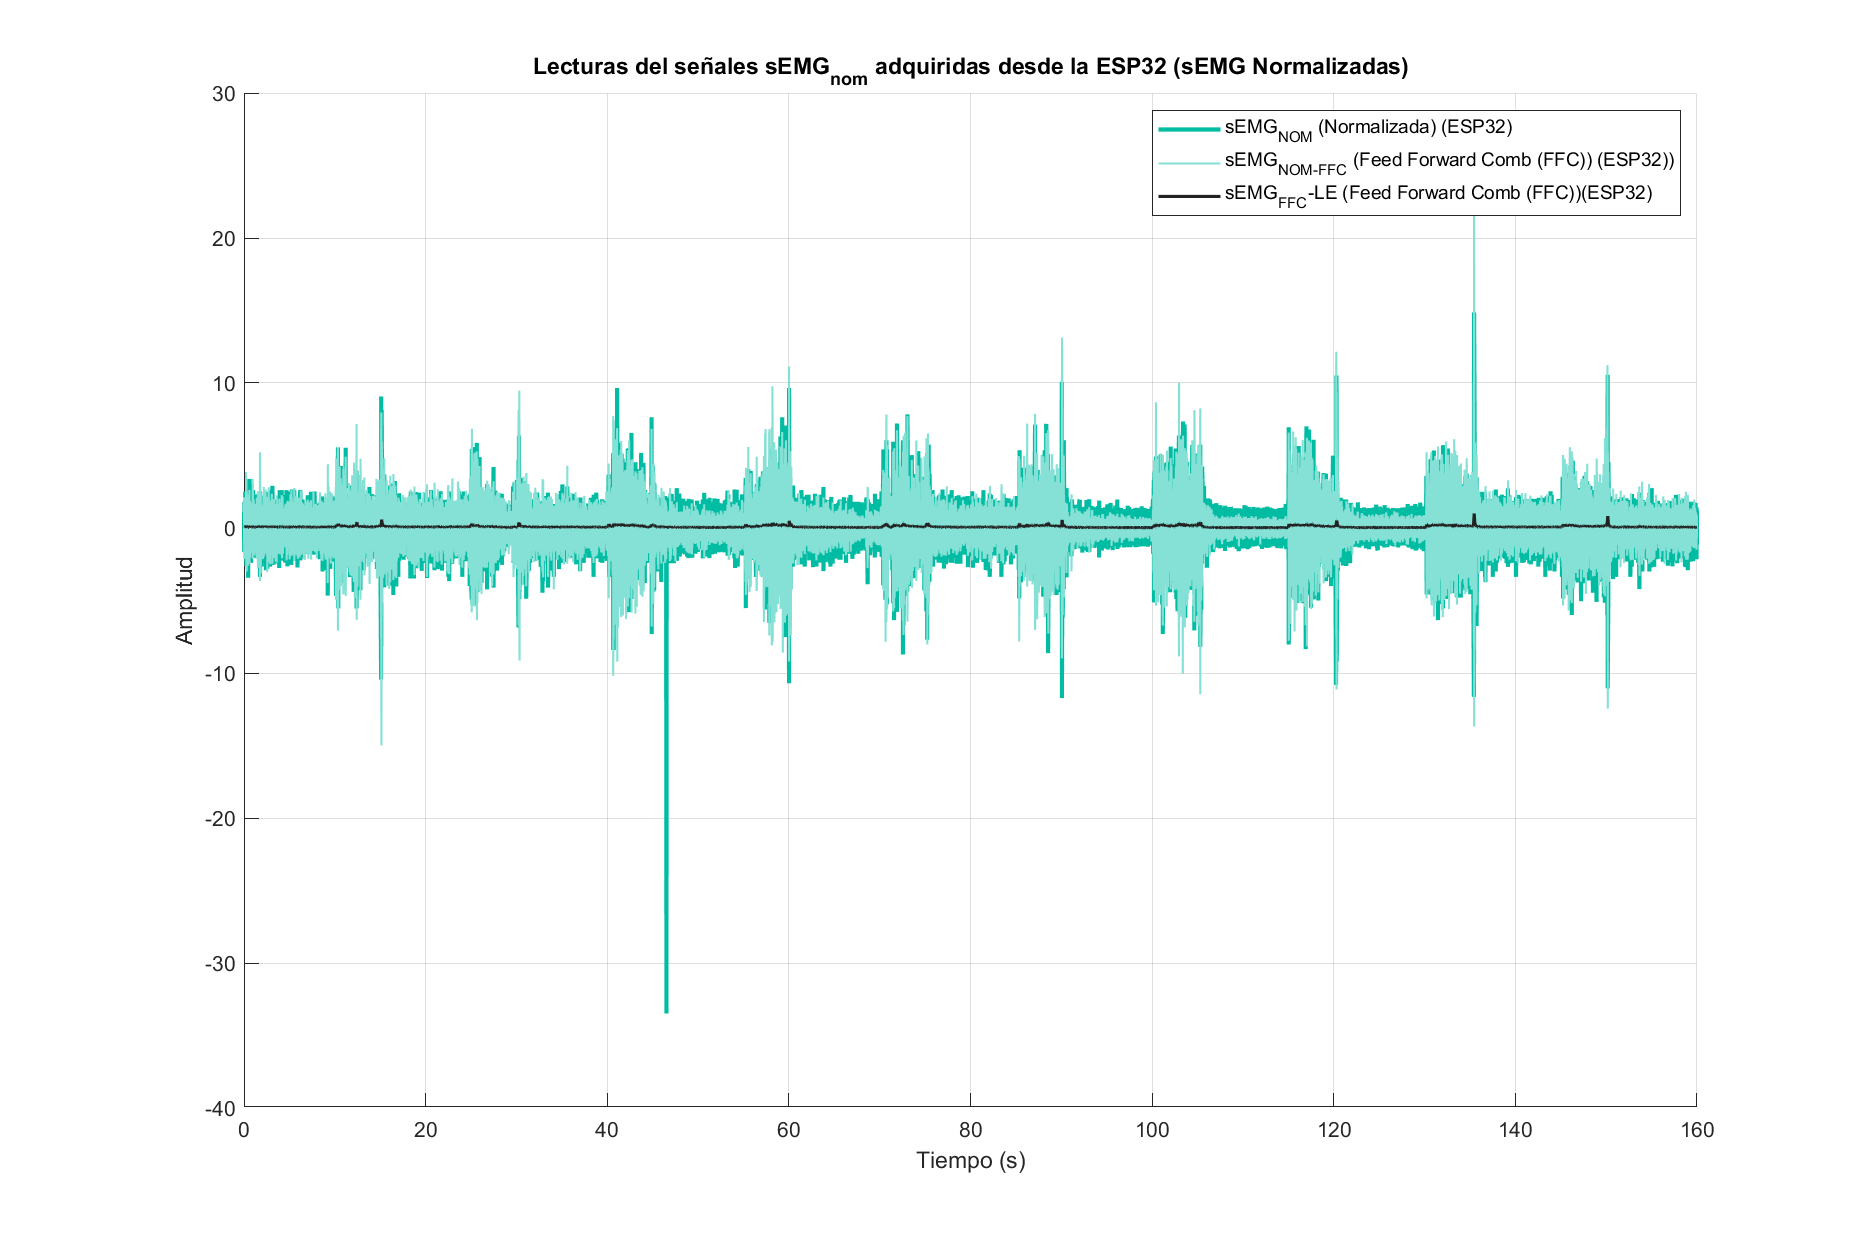 Lecturas del señales sEMGnom adquiridas desde la ESP32 (sEMG Normalizadas)
30
20
10
0
-10
-20
-30
-40
Amplitud
sEMGNOM (Normalizada) (ESP32)
sEMGNOM-FFC (Feed Forward Comb (FFC)) (ESP32))
sEMGFFC-LE (Feed Forward Comb (FFC))(ESP32)
0 20 40 60 80 100 120 140 160
Tiempo (s)